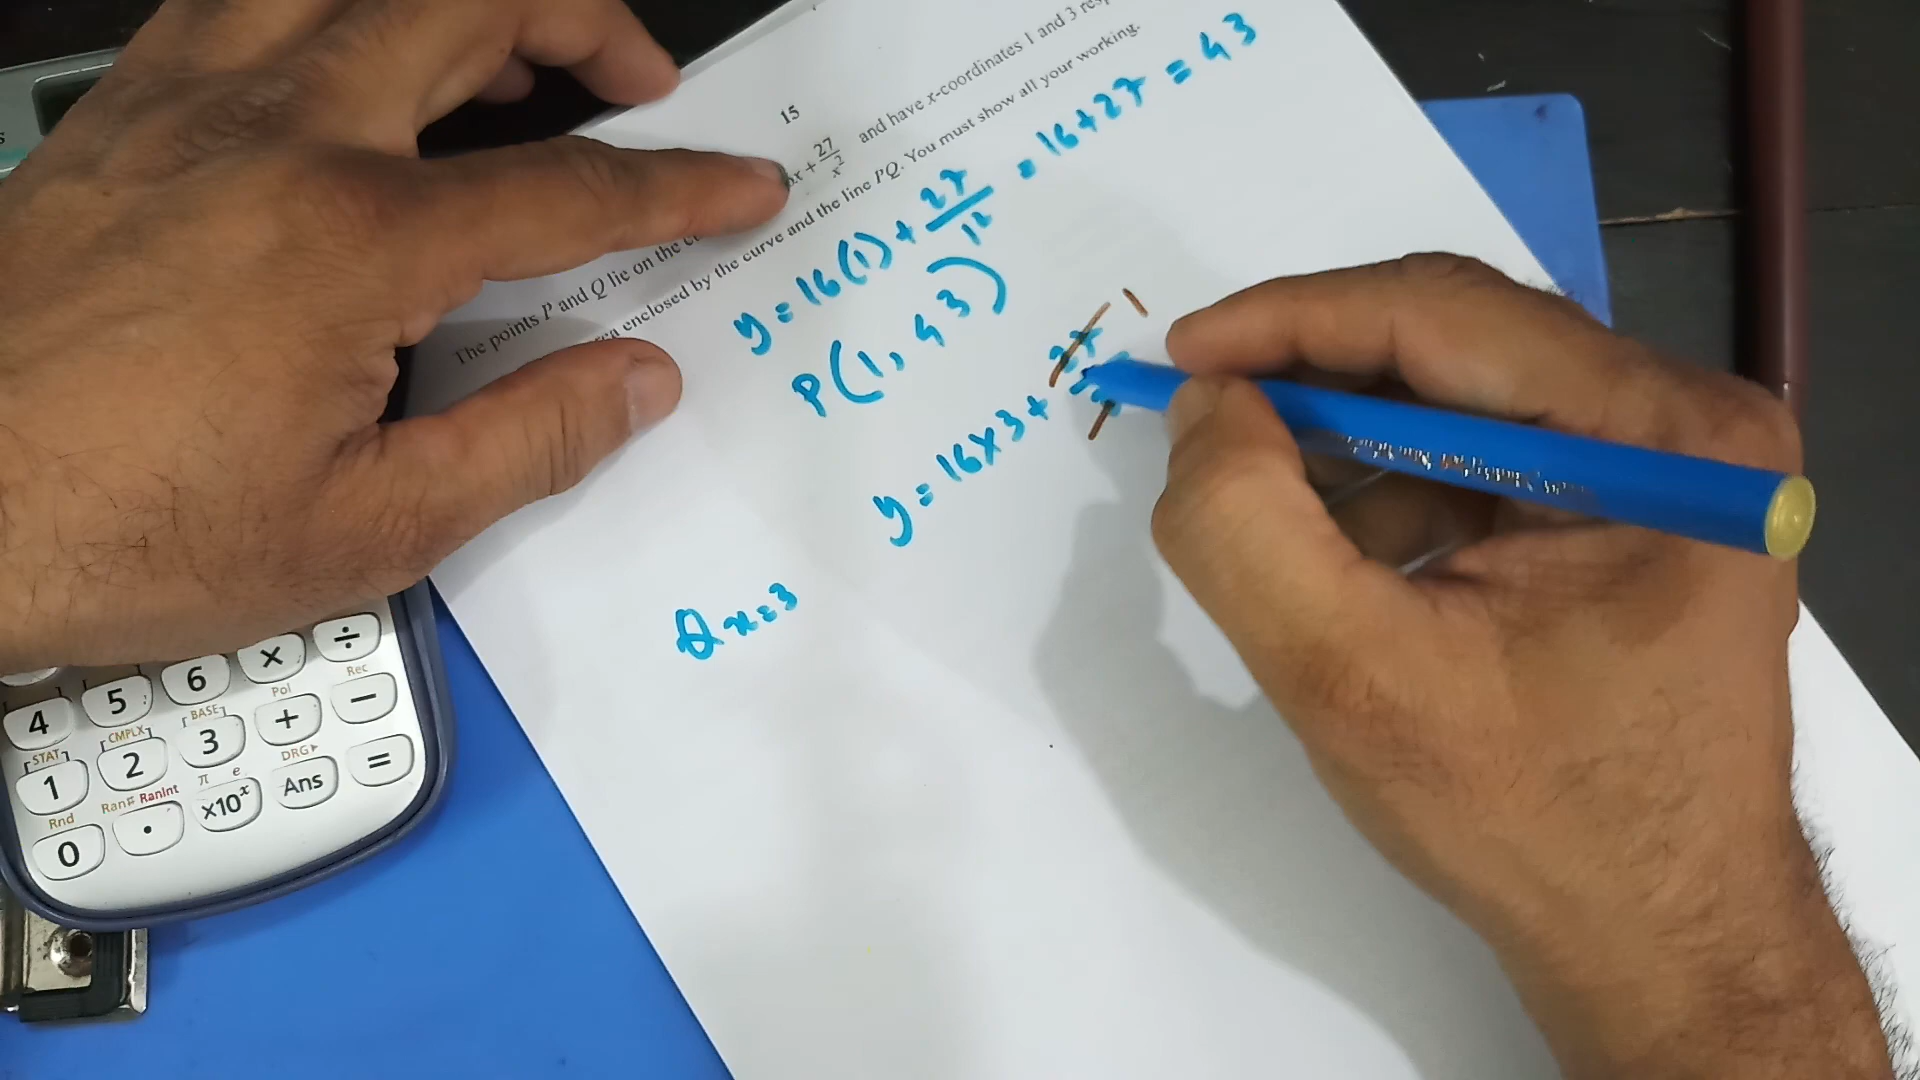 15
The points P and Q lie on the x + 27/x² and have x-coordinates 1 and 3
enclosed by the curve and the line PQ. You must show all your working.
y = 16(1) + 27/1² = 16+27 = 43
P(1, 43)
y = 16×3 +
1
Q x=3
÷
4 5 6 ×
Rec
Pol
[BASE]
[CMPLX]
[STAT]
1 2 3 + −
DRG▸
π e
Ran# RanInt
Rnd
0 . ×10ˣ Ans =